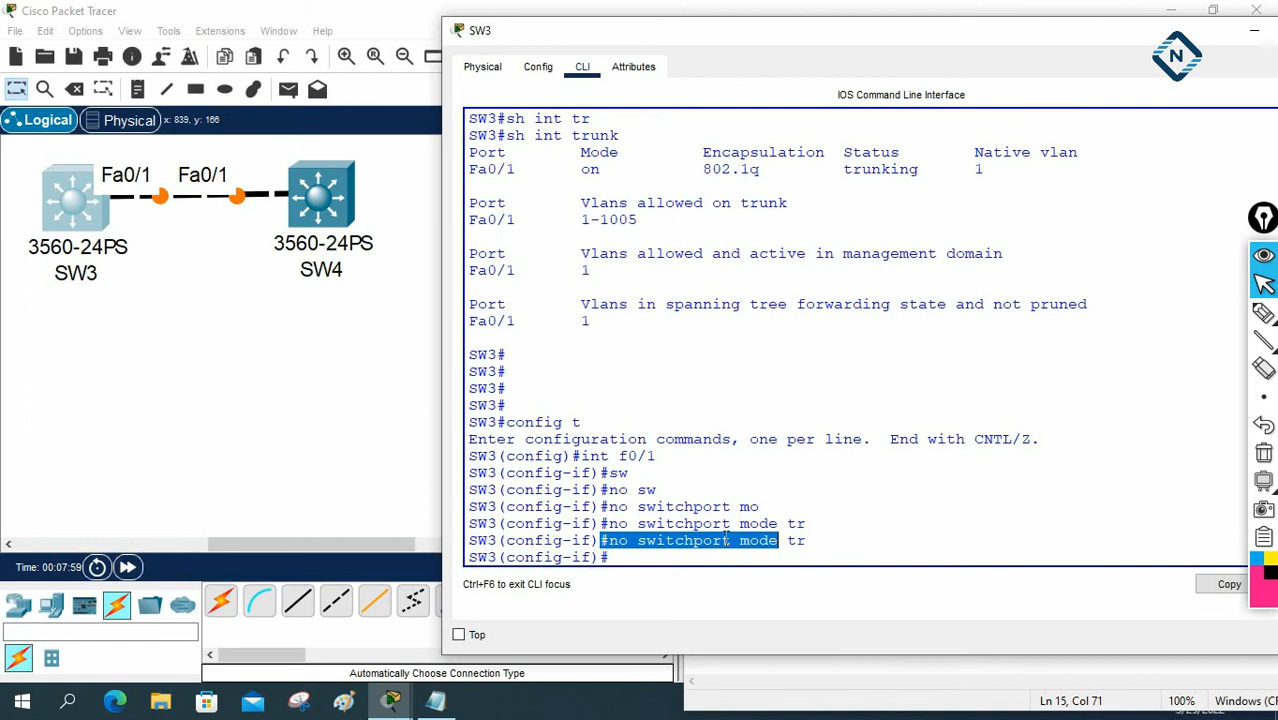 Cisco Packet Tracer
File Edit Options View Tools Extensions Window Help
Logical Physical x: 839, y: 166
Fa0/1 Fa0/1
3560-24PS
SW3
3560-24PS
SW4
Time: 00:07:59
Automatically Choose Connection Type
SW3
Physical Config CLI Attributes
IOS Command Line Interface
SW3#sh int tr
SW3#sh int trunk
Port Mode Encapsulation Status Native vlan
Fa0/1 on 802.1q trunking 1
Port Vlans allowed on trunk
Fa0/1 1-1005
Port Vlans allowed and active in management domain
Fa0/1 1
Port Vlans in spanning tree forwarding state and not pruned
Fa0/1 1
SW3#
SW3#
SW3#
SW3#
SW3#config t
Enter configuration commands, one per line. End with CNTL/Z.
SW3(config)#int f0/1
SW3(config-if)#sw
SW3(config-if)#no sw
SW3(config-if)#no switchport mo
SW3(config-if)#no switchport mode tr
SW3(config-if)#no switchport mode tr
SW3(config-if)#
Ctrl+F6 to exit CLI focus
Copy
Top
Ln 15, Col 71 100% Windows (CF